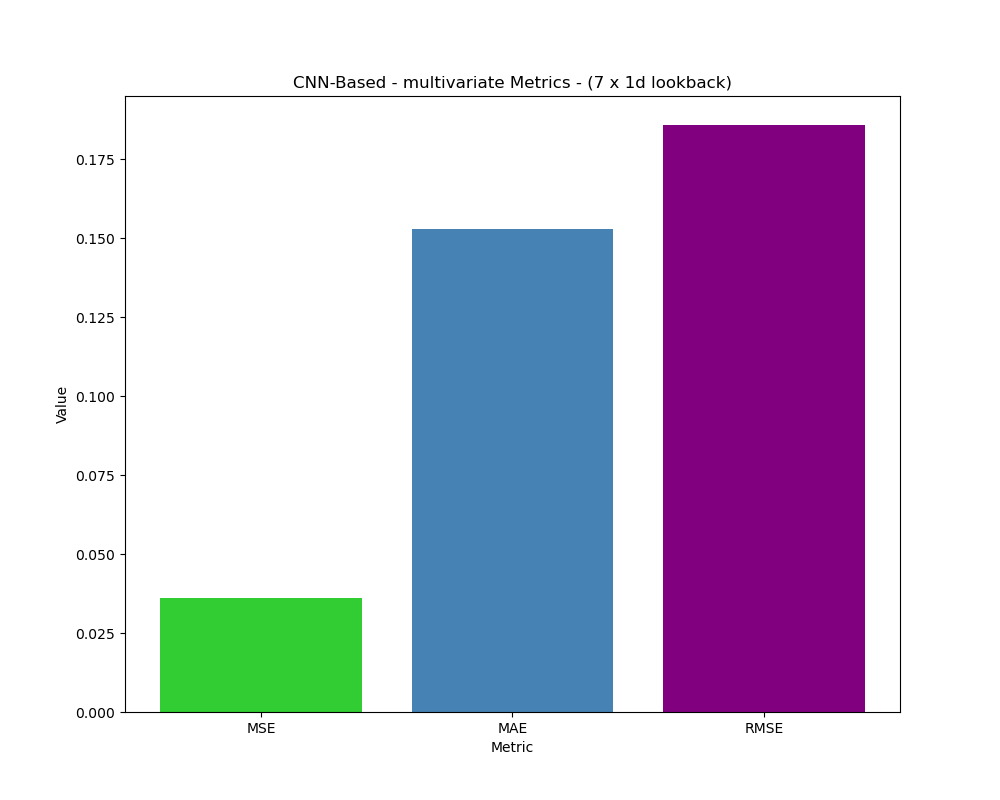 CNN-Based - multivariate Metrics - (7 x 1d lookback)
0.175
0.150
0.125
0.100
0.075
0.050
0.025
0.000
Value
MSE MAE RMSE
Metric